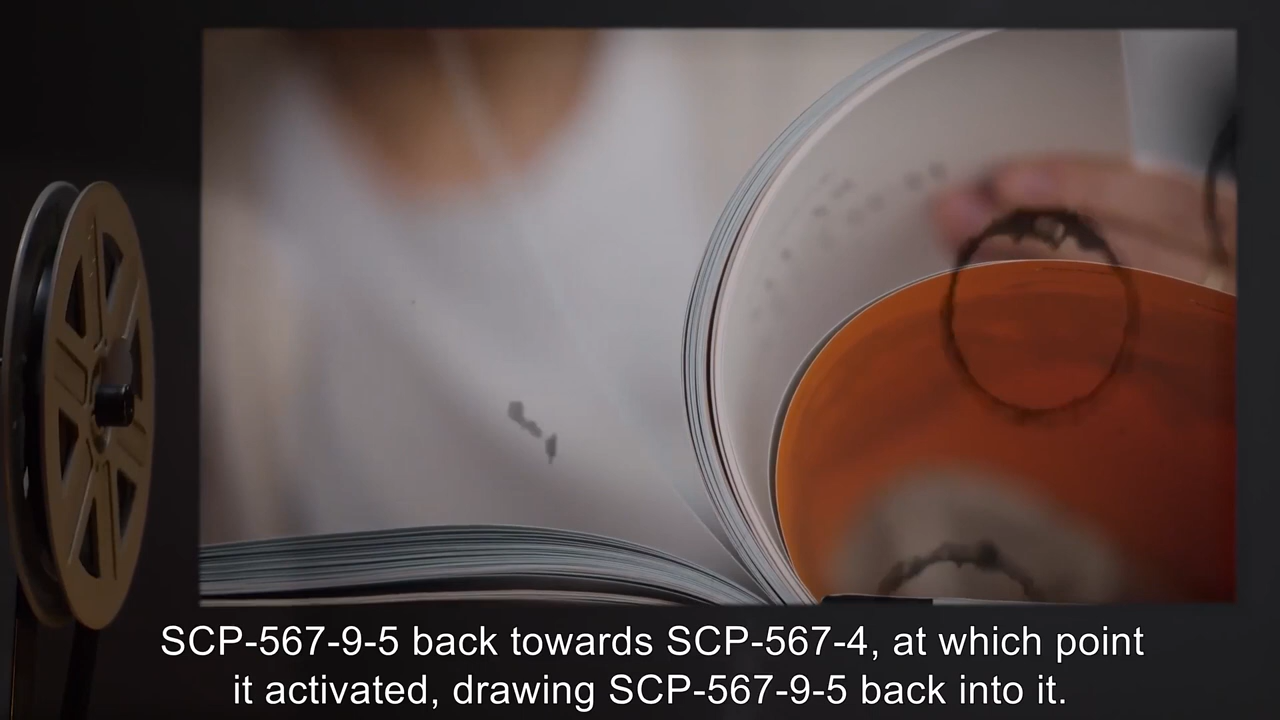 SCP-567-9-5 back towards SCP-567-4, at which point
it activated, drawing SCP-567-9-5 back into it.